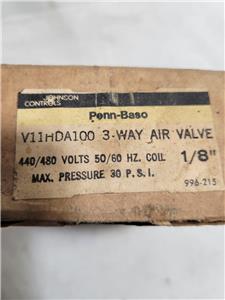 JOHNSON
CONTROLS
Penn-Baso
V11HDA100 3-WAY AIR VALVE
440/480 VOLTS 50/60 HZ. COIL 1/8"
MAX. PRESSURE 30 P.S.I.
996-215